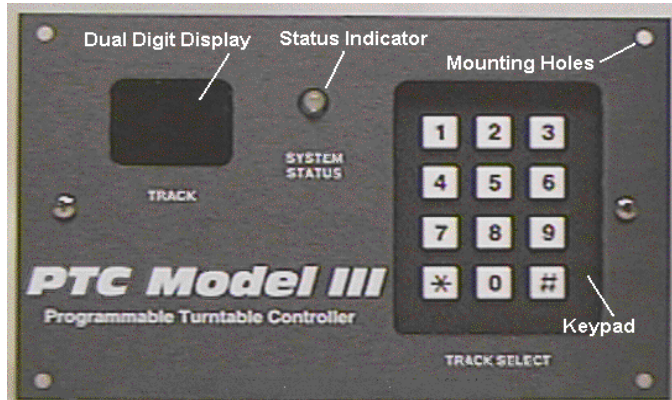 Dual Digit Display
Status Indicator
Mounting Holes
SYSTEM
STATUS
TRACK
1 2 3
4 5 6
7 8 9
* 0 #
PTC Model III
Programmable Turntable Controller
Keypad
TRACK SELECT